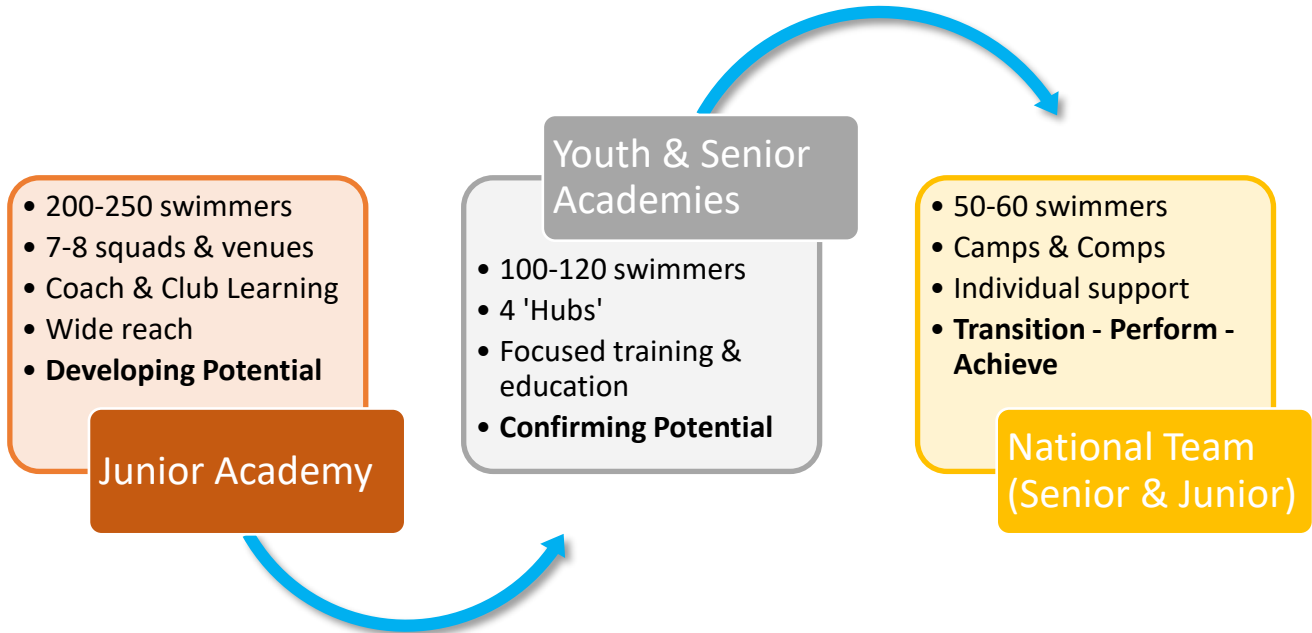 • 200-250 swimmers
• 7-8 squads & venues
• Coach & Club Learning
• Wide reach
• Developing Potential
Junior Academy
Youth & Senior
Academies
• 100-120 swimmers
• 4 'Hubs'
• Focused training &
education
• Confirming Potential
• 50-60 swimmers
• Camps & Comps
• Individual support
• Transition - Perform -
Achieve
National Team
(Senior & Junior)